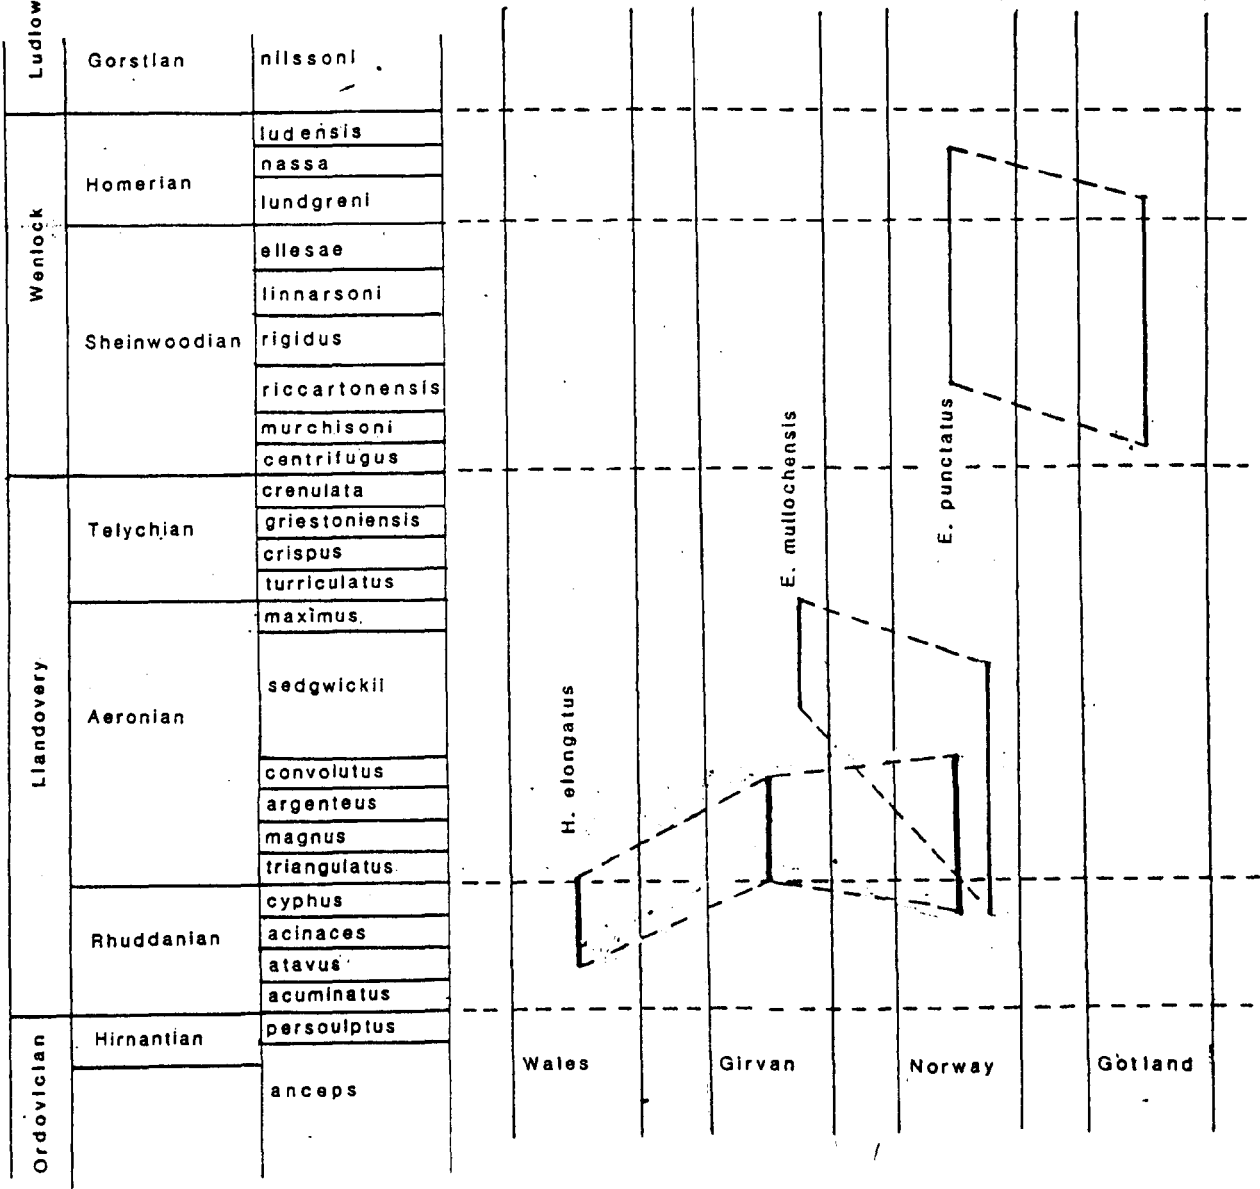 Ludlow
Gorstian
nilssoni
Wenlock
Homerian
ludensis
nassa
lundgreni
Sheinwoodian
ellesae
linnarsoni
rigidus
riccartonensis
murchisoni
centrifugus
Llandovery
Telychian
crenulata
griestoniensis
crispus
turriculatus
Aeronian
maximus
sedgwickii
convolutus
argenteus
magnus
triangulatus
Rhuddanian
cyphus
acinaces
atavus
acuminatus
Ordovician
Hirnantian
persculptus
anceps
H. elongatus
E. mullochensis
E. punctatus
Wales
Girvan
Norway
Gotland